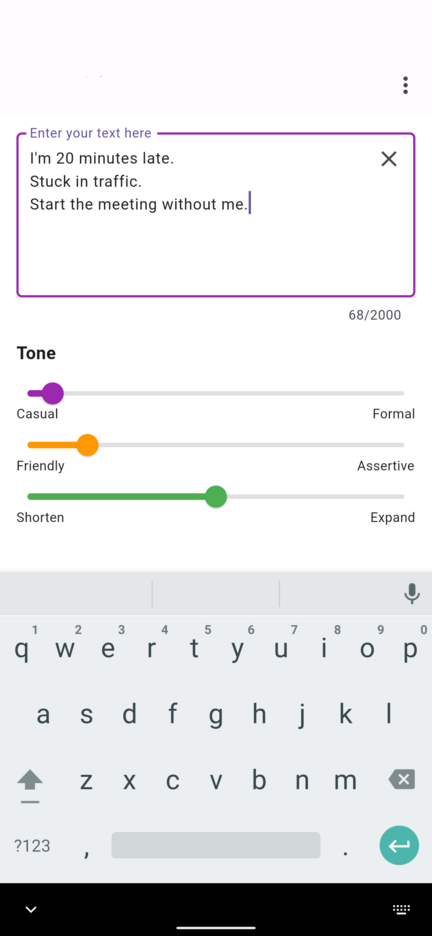 Enter your text here
I'm 20 minutes late.
Stuck in traffic.
Start the meeting without me.
68/2000
Tone
Casual Formal
Friendly Assertive
Shorten Expand
1 2 3 4 5 6 7 8 9 0
q w e r t y u i o p
a s d f g h j k l
z x c v b n m
?123 , .